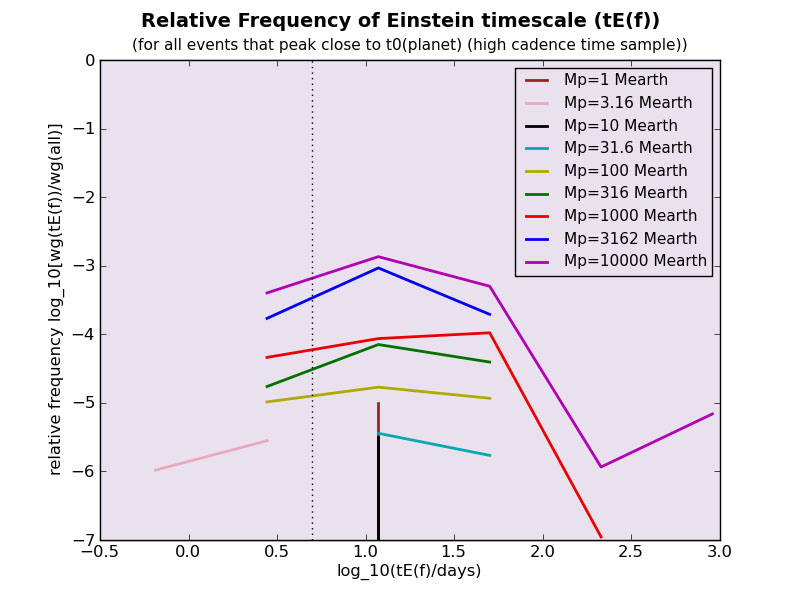 Relative Frequency of Einstein timescale (tE(f))
(for all events that peak close to t0(planet) (high cadence time sample))
relative frequency log_10[wg(tE(f))/wg(all)]
0
−1
−2
−3
−4
−5
−6
−7
Mp=1 Mearth
Mp=3.16 Mearth
Mp=10 Mearth
Mp=31.6 Mearth
Mp=100 Mearth
Mp=316 Mearth
Mp=1000 Mearth
Mp=3162 Mearth
Mp=10000 Mearth
−0.5 0.0 0.5 1.0 1.5 2.0 2.5 3.0
log_10(tE(f)/days)